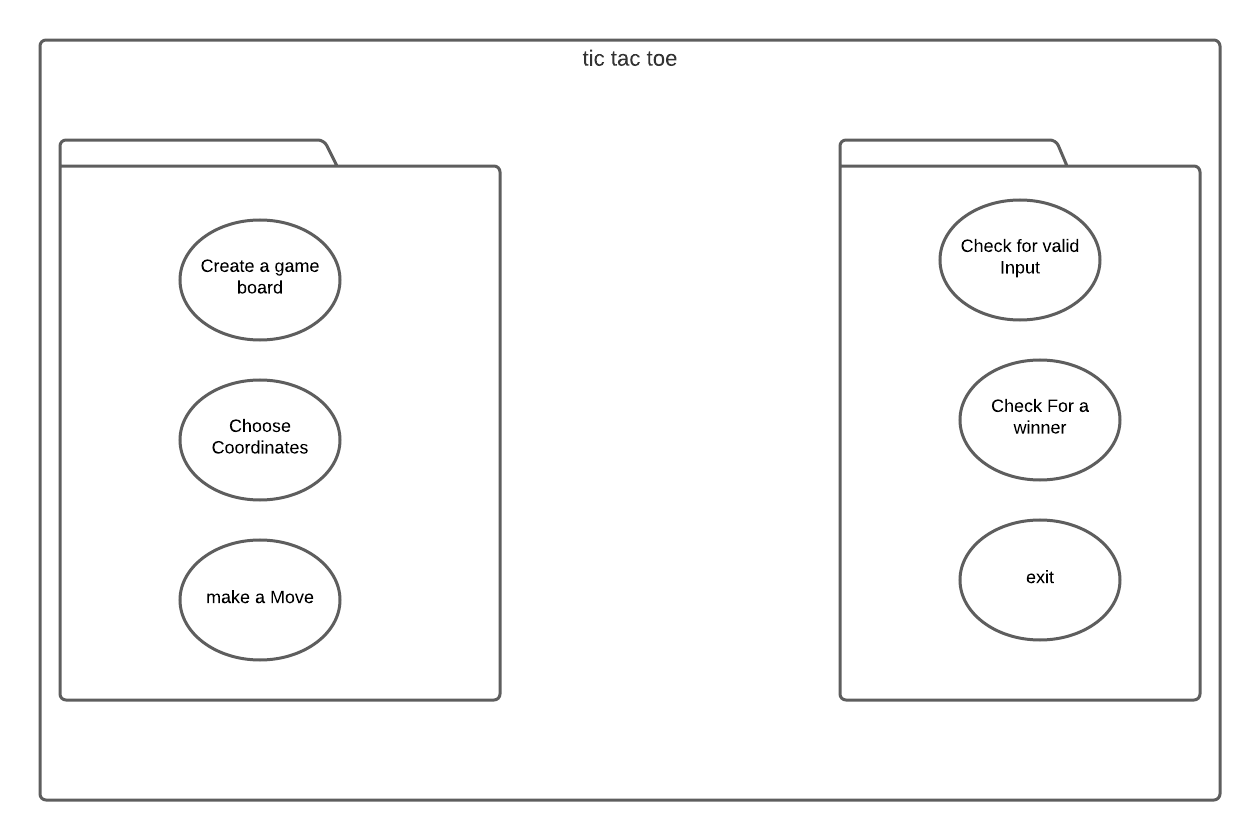 tic tac toe
Create a game
board
Choose
Coordinates
make a Move
Check for valid
Input
Check For a
winner
exit